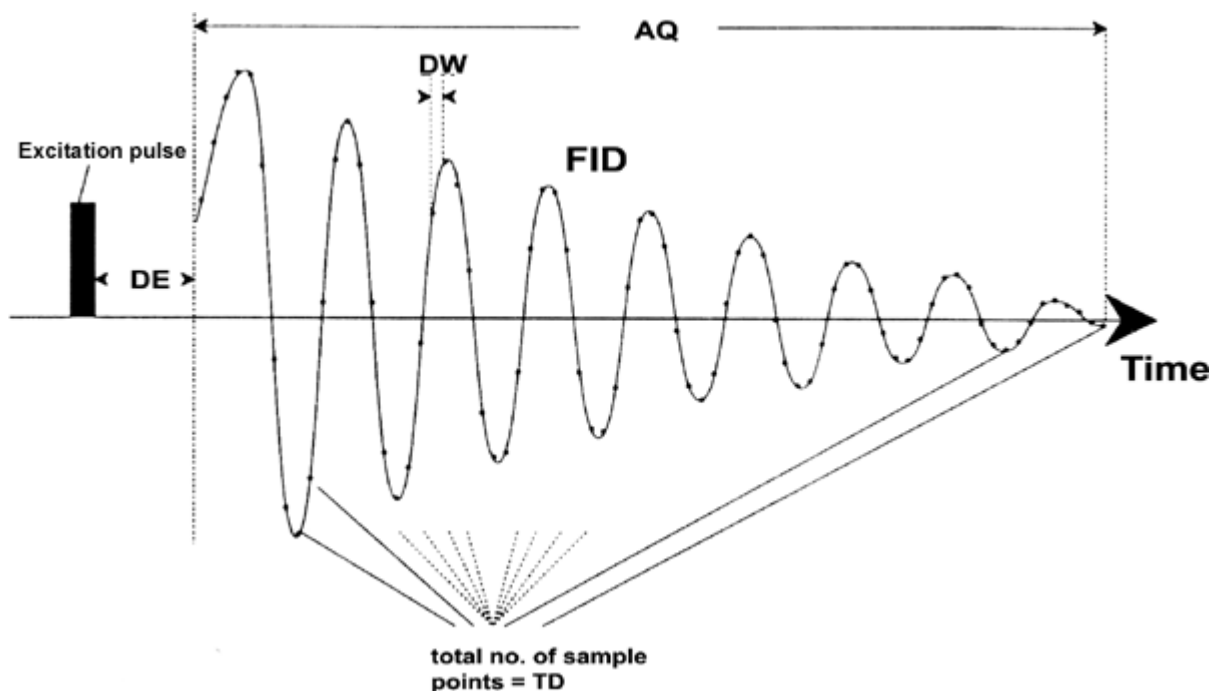 AQ
DW
Excitation pulse
FID
DE
Time
total no. of sample
points = TD